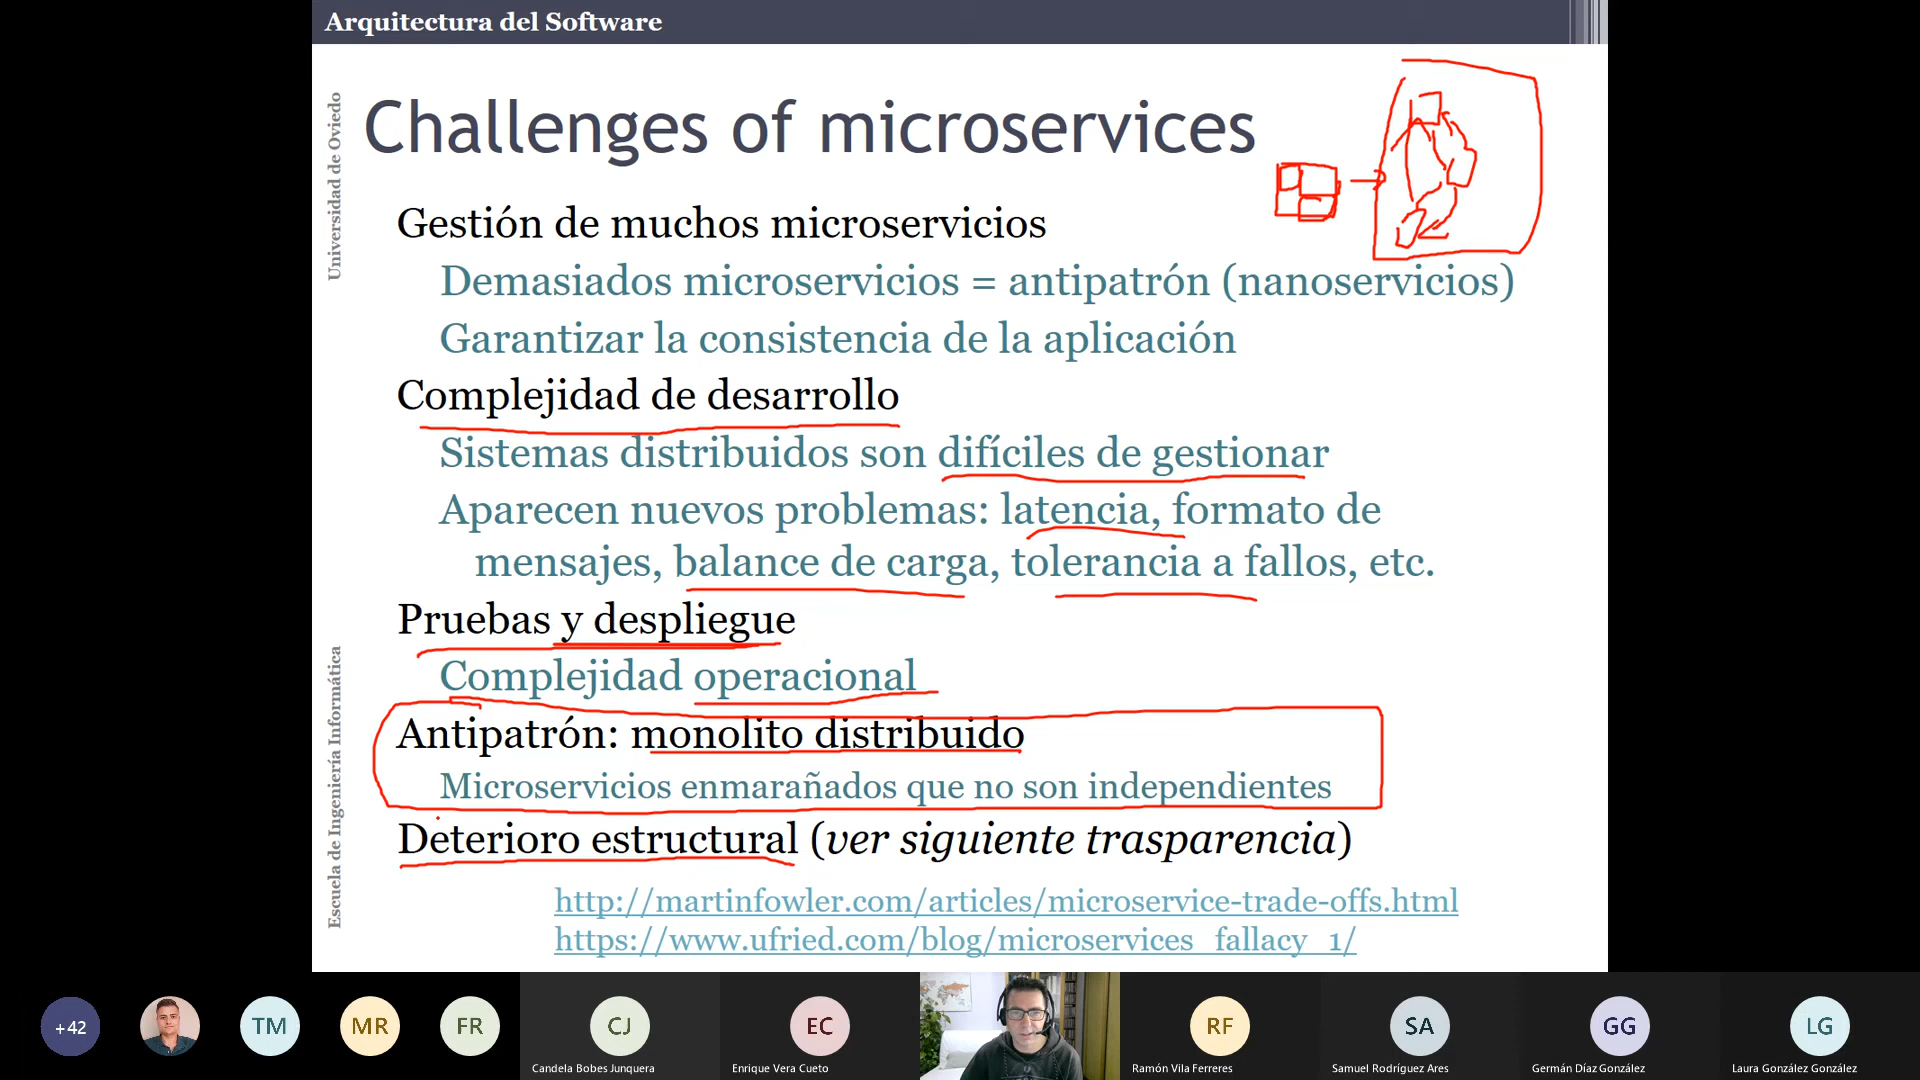 Arquitectura del Software
Universidad de Oviedo
Escuela de Ingeniería Informática
Challenges of microservices
Gestión de muchos microservicios
Demasiados microservicios = antipatrón (nanoservicios)
Garantizar la consistencia de la aplicación
Complejidad de desarrollo
Sistemas distribuidos son difíciles de gestionar
Aparecen nuevos problemas: latencia, formato de
mensajes, balance de carga, tolerancia a fallos, etc.
Pruebas y despliegue
Complejidad operacional
Antipatrón: monolito distribuido
Microservicios enmarañados que no son independientes
Deterioro estructural (ver siguiente trasparencia)
http://martinfowler.com/articles/microservice-trade-offs.html
https://www.ufried.com/blog/microservices_fallacy_1/
+42
TM
MR
FR
CJ
Candela Bobes Junquera
EC
Enrique Vera Cueto
RF
Ramón Vila Ferreres
SA
Samuel Rodríguez Ares
GG
Germán Díaz González
LG
Laura González González